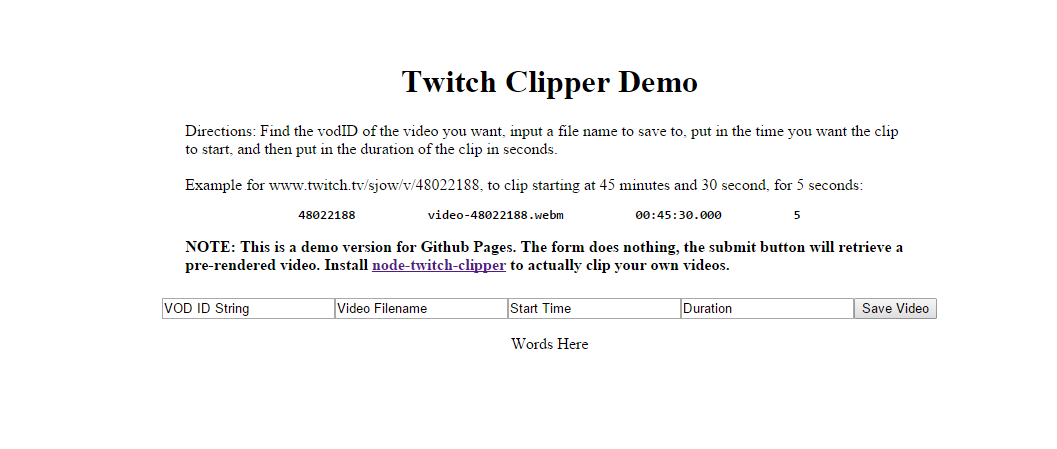 Twitch Clipper Demo
Directions: Find the vodID of the video you want, input a file name to save to, put in the time you want the clip
to start, and then put in the duration of the clip in seconds.
Example for www.twitch.tv/sjow/v/48022188, to clip starting at 45 minutes and 30 second, for 5 seconds:
48022188 video-48022188.webm 00:45:30.000 5
NOTE: This is a demo version for Github Pages. The form does nothing, the submit button will retrieve a
pre-rendered video. Install node-twitch-clipper to actually clip your own videos.
VOD ID String Video Filename Start Time Duration Save Video
Words Here